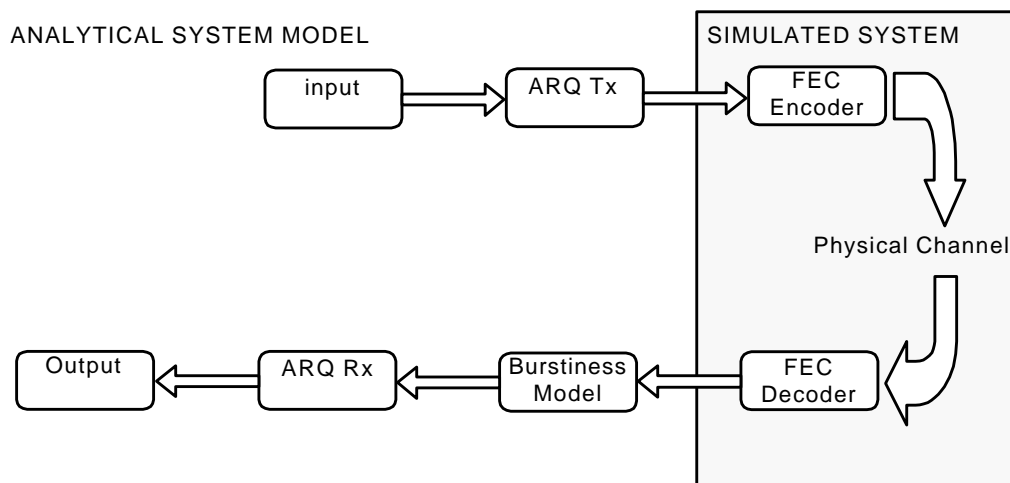 ANALYTICAL SYSTEM MODEL
SIMULATED SYSTEM
input
ARQ Tx
FEC
Encoder
Physical Channel
Output
ARQ Rx
Burstiness
Model
FEC
Decoder